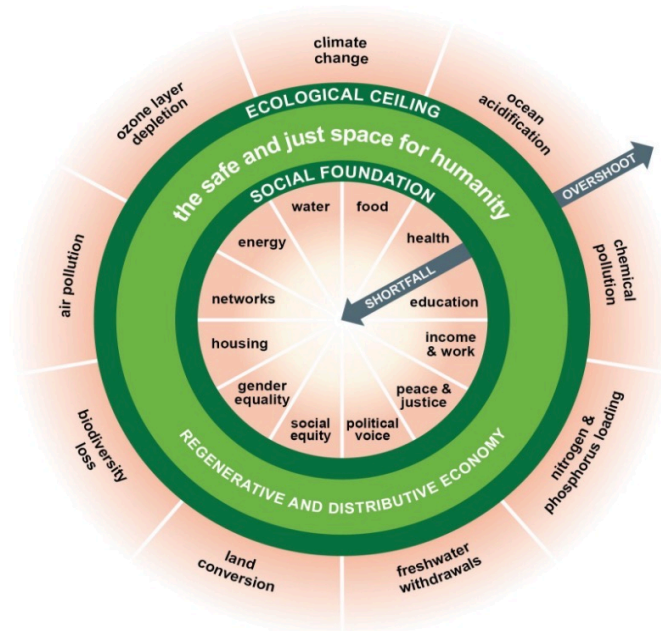 climate
change
ocean
acidification
OVERSHOOT
chemical
pollution
nitrogen &
phosphorus loading
freshwater
withdrawals
land
conversion
biodiversity
loss
air pollution
ozone layer
depletion
ECOLOGICAL CEILING
the safe and just space for humanity
SOCIAL FOUNDATION
water
food
health
SHORTFALL
education
income
& work
peace &
justice
political
voice
social
equity
gender
equality
housing
networks
energy
REGENERATIVE AND DISTRIBUTIVE ECONOMY